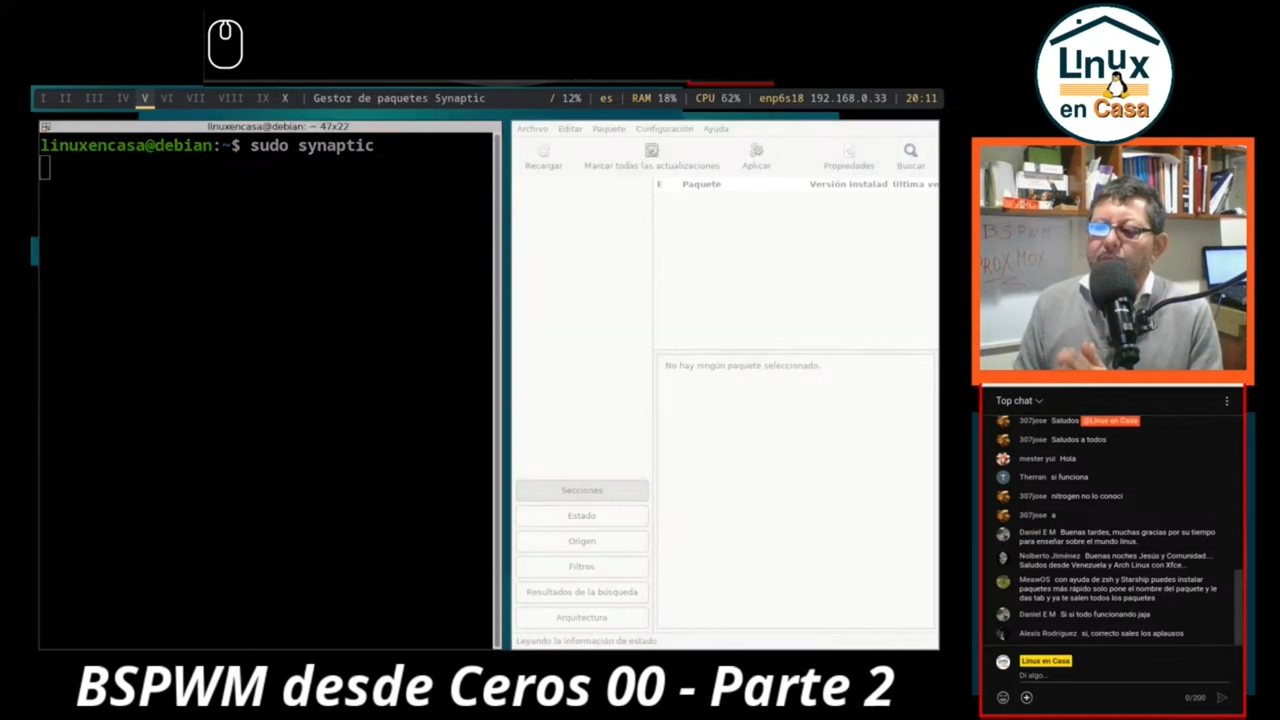 I II III IV V VI VII VIII IX X Gestor de paquetes Synaptic / 12% es RAM 18% CPU 62% enp6s18 192.168.0.33 20:11
linuxencasa@debian: ~ 47x22
linuxencasa@debian:~$ sudo synaptic
Archivo Editar Paquete Configuración Ayuda
Recargar Marcar todas las actualizaciones Aplicar Propiedades Buscar
E Paquete Versión instalad Última ve
No hay ningún paquete seleccionado.
Secciones
Estado
Origen
Filtros
Resultados de la búsqueda
Arquitectura
Leyendo la información de estado
Linux
en Casa
BSPWM
PROXMOX
Top chat
307jose Saludos @Linux en Casa
307jose Saludos a todos
mester yui Hola
Therran si funciona
307jose nitrogen no lo conoci
307jose a
Daniel E M Buenas tardes, muchas gracias por su tiempo
para enseñar sobre el mundo linux.
Nolberto Jiménez Buenas noches Jesús y Comunidad....
Saludos desde Venezuela y Arch Linux con Xfce...
MeawOS con ayuda de zsh y Starship puedes instalar
paquetes más rápido solo pone el nombre del paquete y le
das tab y ya te salen todos los paquetes
Daniel E M Si si todo funcionando jaja
Alexis Rodríguez si, correcto sales los aplausos
Linux en Casa
Di algo...
0/200
BSPWM desde Ceros 00 - Parte 2